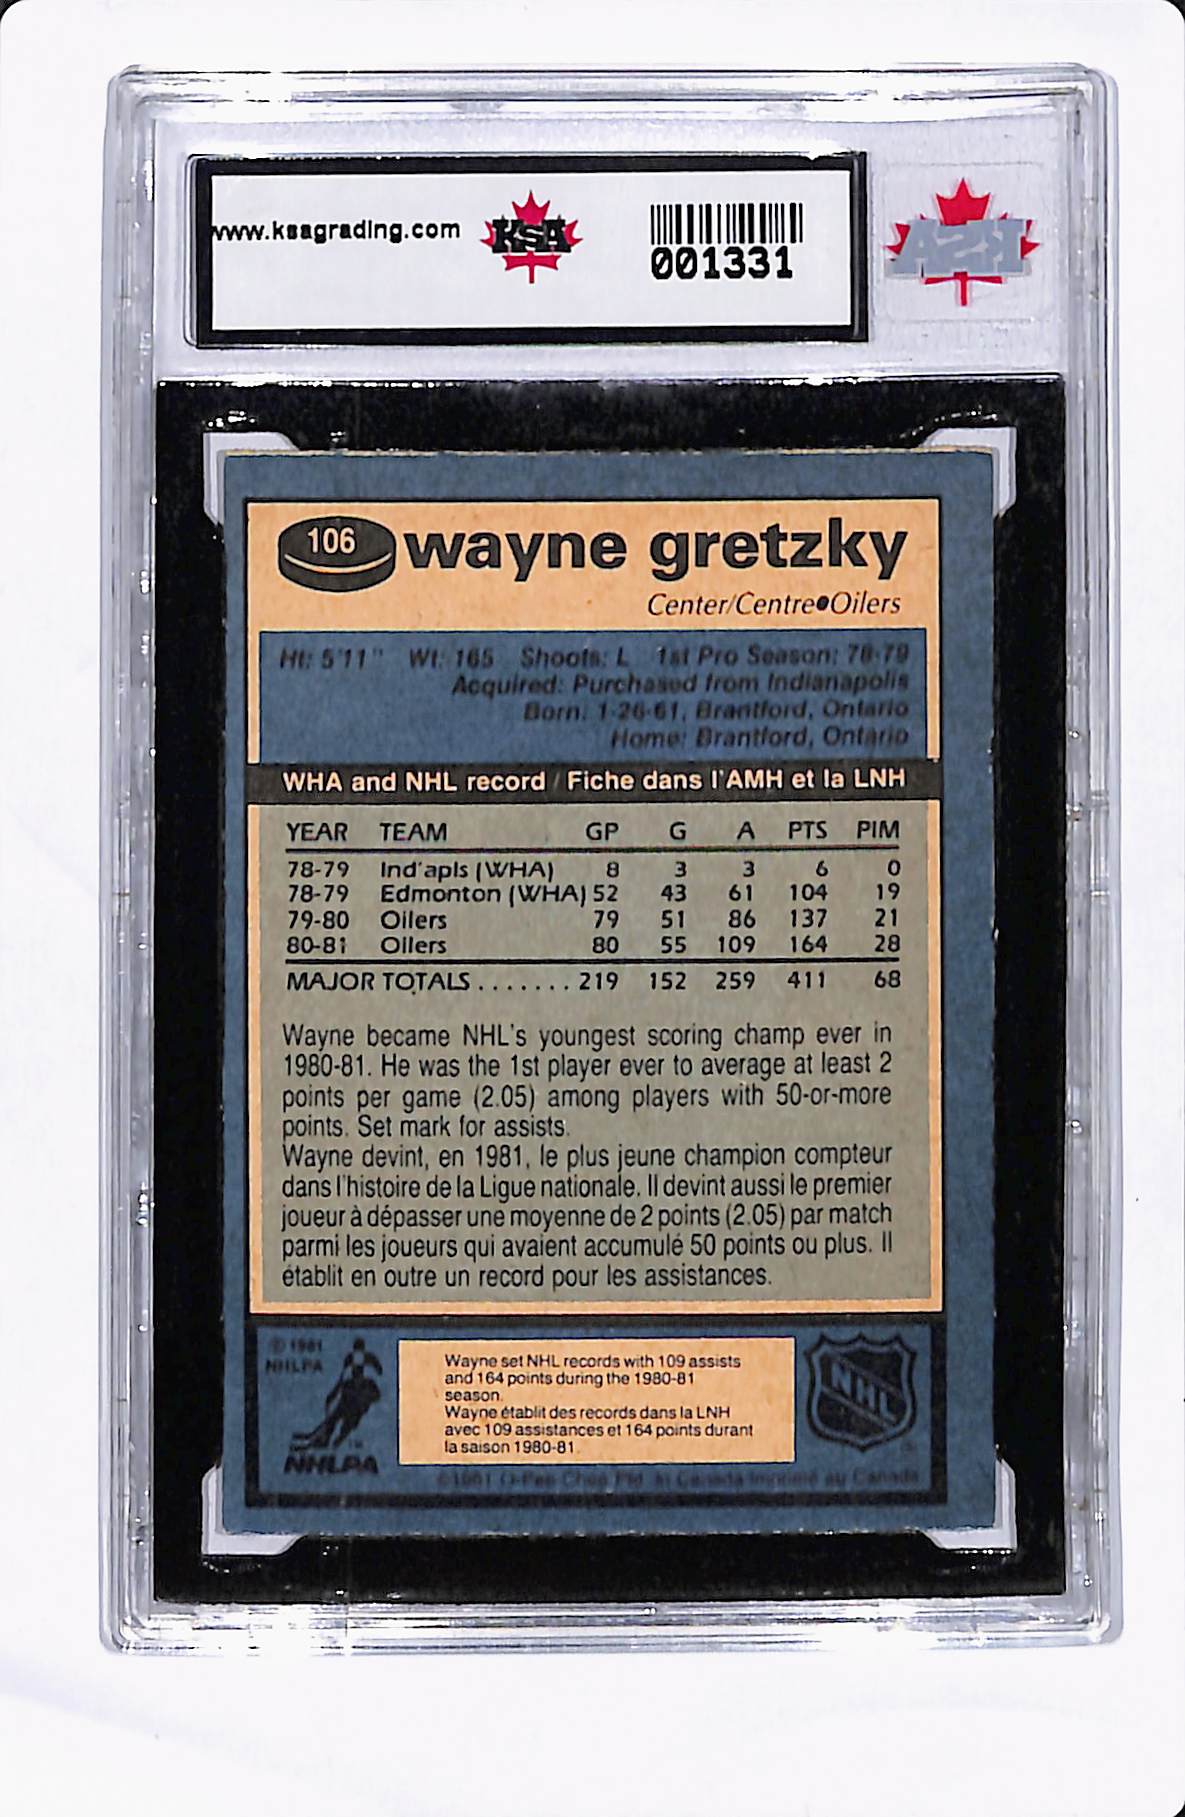 www.ksagrading.com
KSA
001331
KSA
106
wayne gretzky
Center/Centre•Oilers
Ht: 5'11" Wt: 165 Shoots: L 1st Pro Season: 78-79
Acquired: Purchased from Indianapolis
Born: 1-26-61, Brantford, Ontario
Home: Brantford, Ontario
WHA and NHL record / Fiche dans l'AMH et la LNH
YEAR TEAM GP G A PTS PIM
78-79 Ind'apls (WHA) 8 3 3 6 0
78-79 Edmonton (WHA) 52 43 61 104 19
79-80 Oilers 79 51 86 137 21
80-81 Oilers 80 55 109 164 28
MAJOR TOTALS ....... 219 152 259 411 68
Wayne became NHL's youngest scoring champ ever in
1980-81. He was the 1st player ever to average at least 2
points per game (2.05) among players with 50-or-more
points. Set mark for assists.
Wayne devint, en 1981, le plus jeune champion compteur
dans l'histoire de la Ligue nationale. Il devint aussi le premier
joueur à dépasser une moyenne de 2 points (2.05) par match
parmi les joueurs qui avaient accumulé 50 points ou plus. Il
établit en outre un record pour les assistances.
© 1981
NHLPA
NHLPA
Wayne set NHL records with 109 assists
and 164 points during the 1980-81
season.
Wayne établit des records dans la LNH
avec 109 assistances et 164 points durant
la saison 1980-81.
NHL
©1981 O-Pee-Chee Ptd. in Canada Imprimé au Canada